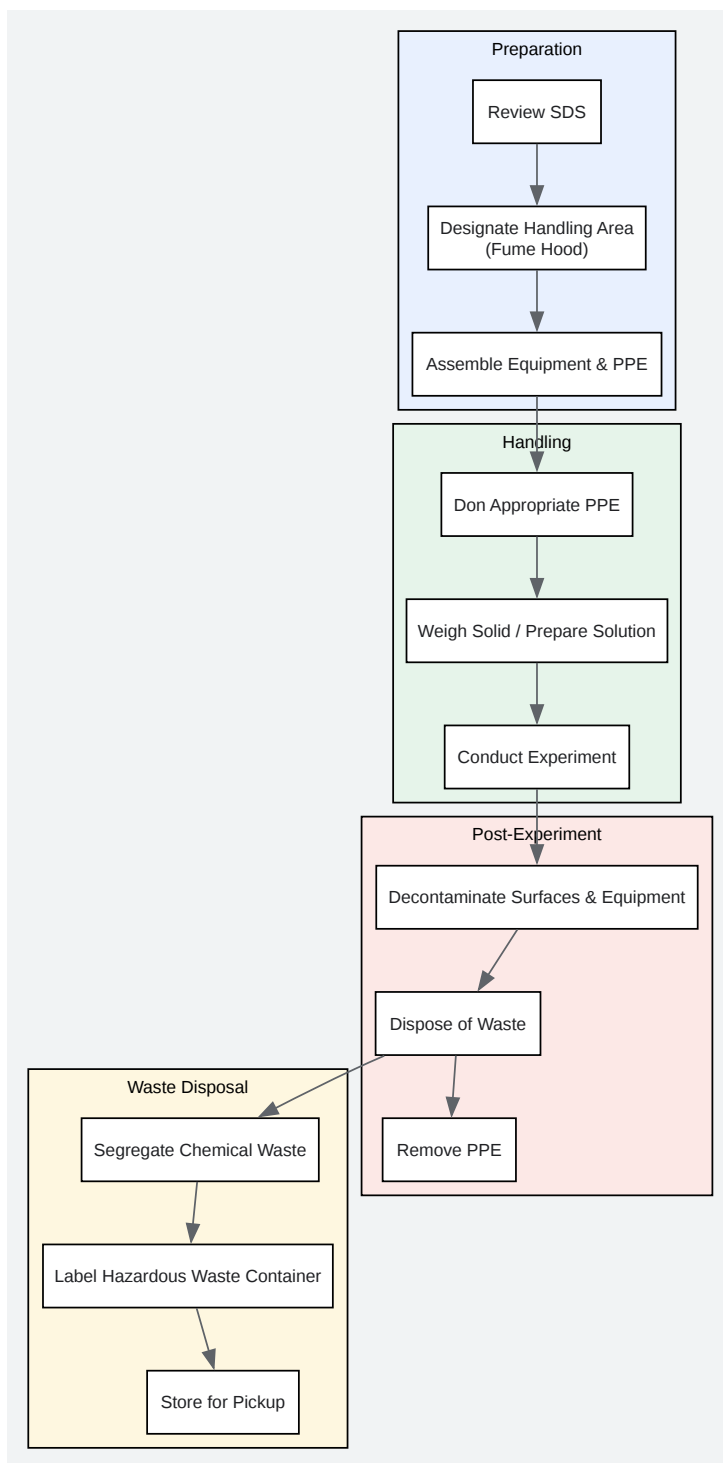 Preparation
Review SDS
Designate Handling Area
(Fume Hood)
Assemble Equipment & PPE
Handling
Don Appropriate PPE
Weigh Solid / Prepare Solution
Conduct Experiment
Post-Experiment
Decontaminate Surfaces & Equipment
Dispose of Waste
Remove PPE
Waste Disposal
Segregate Chemical Waste
Label Hazardous Waste Container
Store for Pickup